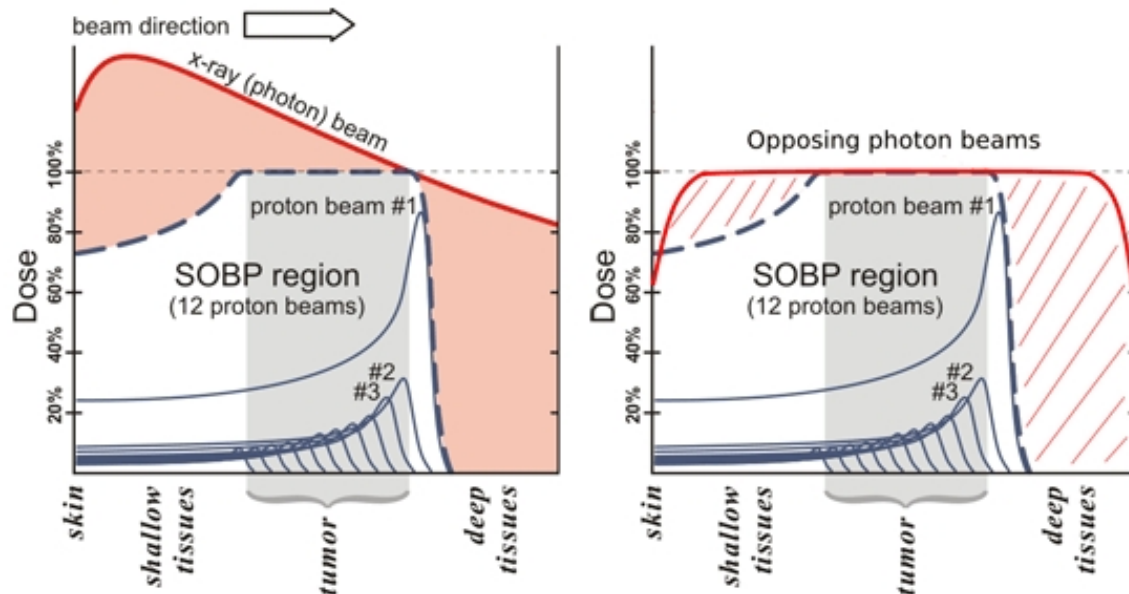 beam direction
x-ray (photon) beam
Dose
100%
80%
60%
40%
20%
proton beam #1
SOBP region
(12 proton beams)
#2
#3
skin
shallow
tissues
tumor
deep
tissues
Opposing photon beams
Dose
100%
80%
60%
40%
20%
proton beam #1
SOBP region
(12 proton beams)
#2
#3
skin
shallow
tissues
tumor
deep
tissues